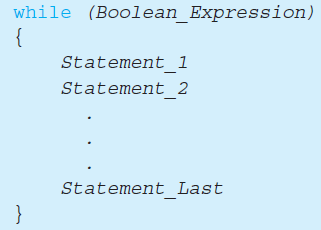 while (Boolean_Expression)
{
Statement_1
Statement_2
.
.
.
Statement_Last
}